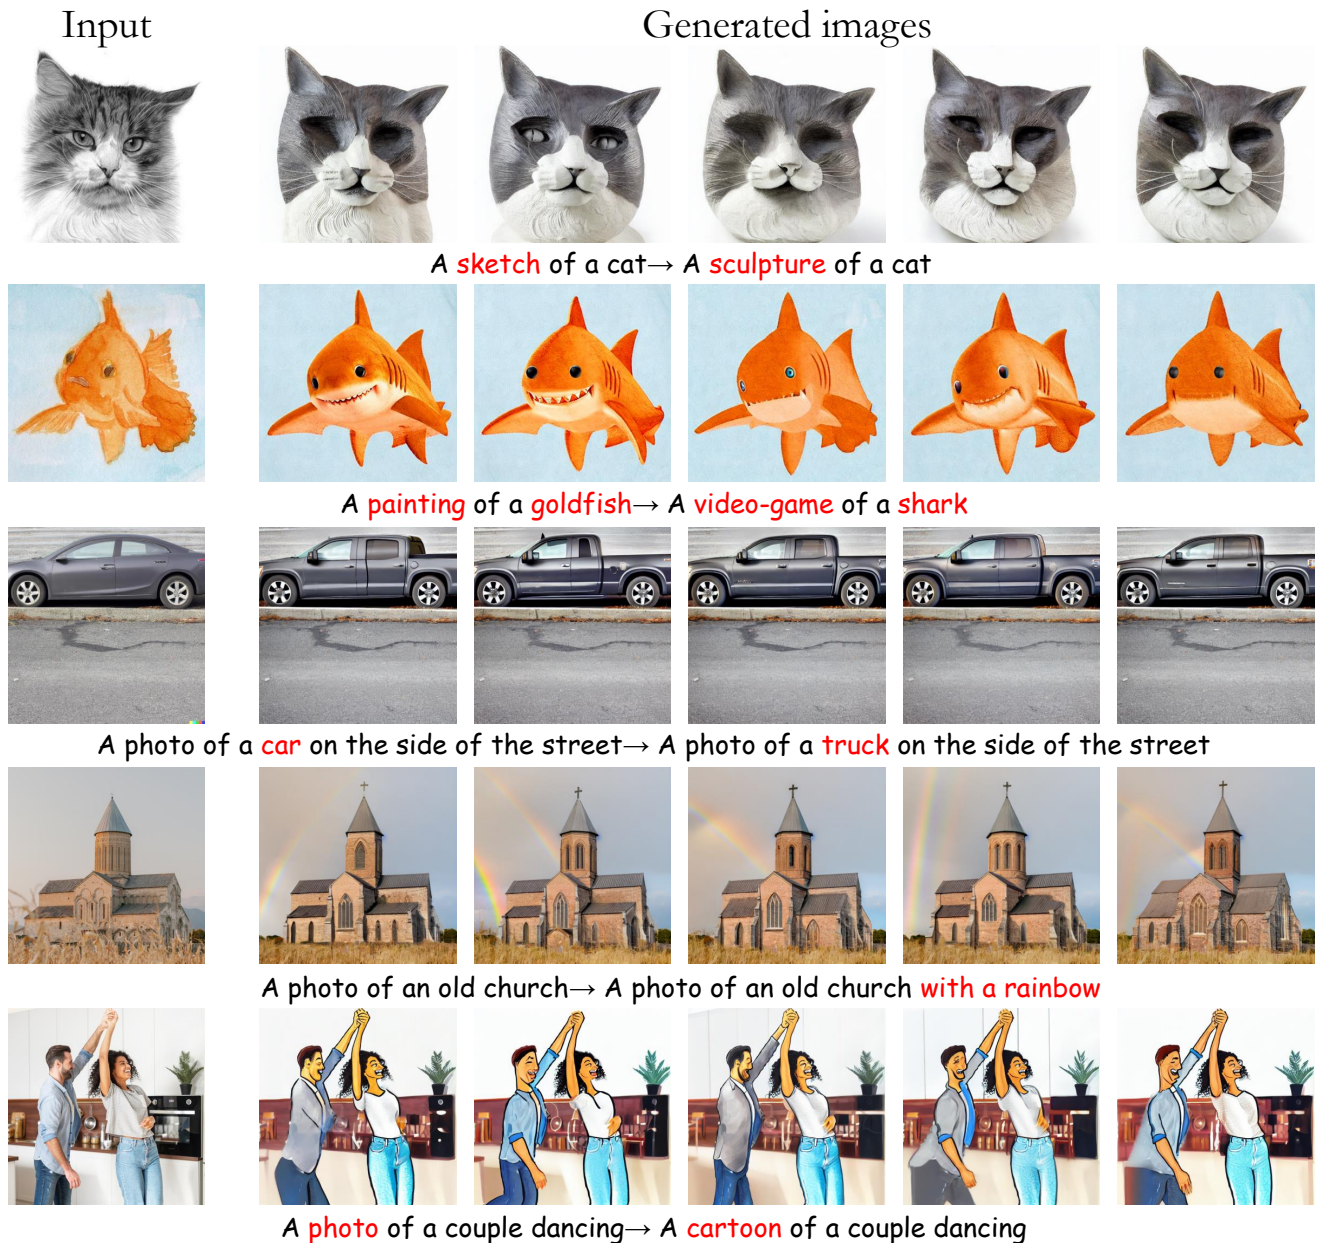 Input
Generated images
A sketch of a cat→ A sculpture of a cat
A painting of a goldfish→ A video-game of a shark
A photo of a car on the side of the street→ A photo of a truck on the side of the street
A photo of an old church→ A photo of an old church with a rainbow
A photo of a couple dancing→ A cartoon of a couple dancing